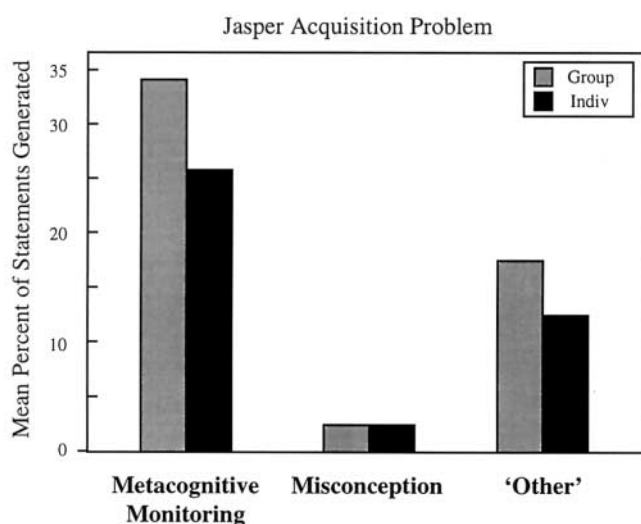 Jasper Acquisition Problem
Mean Percent of Statements Generated
35
30
20
10
0
Group
Indiv
Metacognitive
Monitoring
Misconception
‘Other’